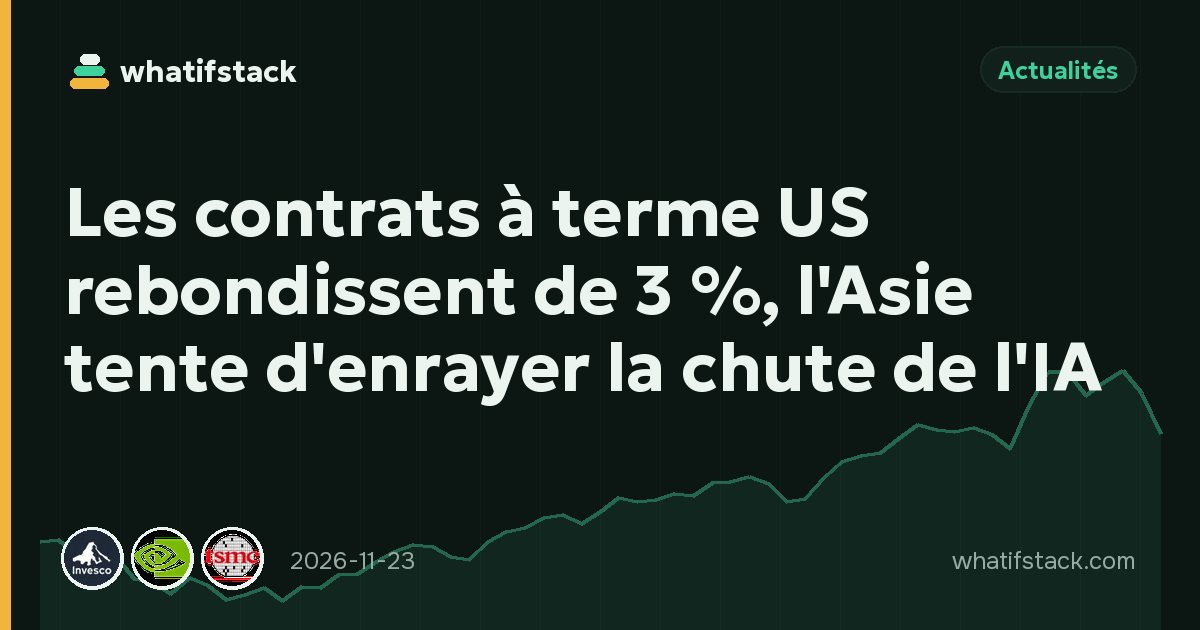 whatifstack
Actualités
Les contrats à terme US
rebondissent de 3 %, l'Asie
tente d'enrayer la chute de l'IA
Invesco
tsmc
2026-11-23
whatifstack.com